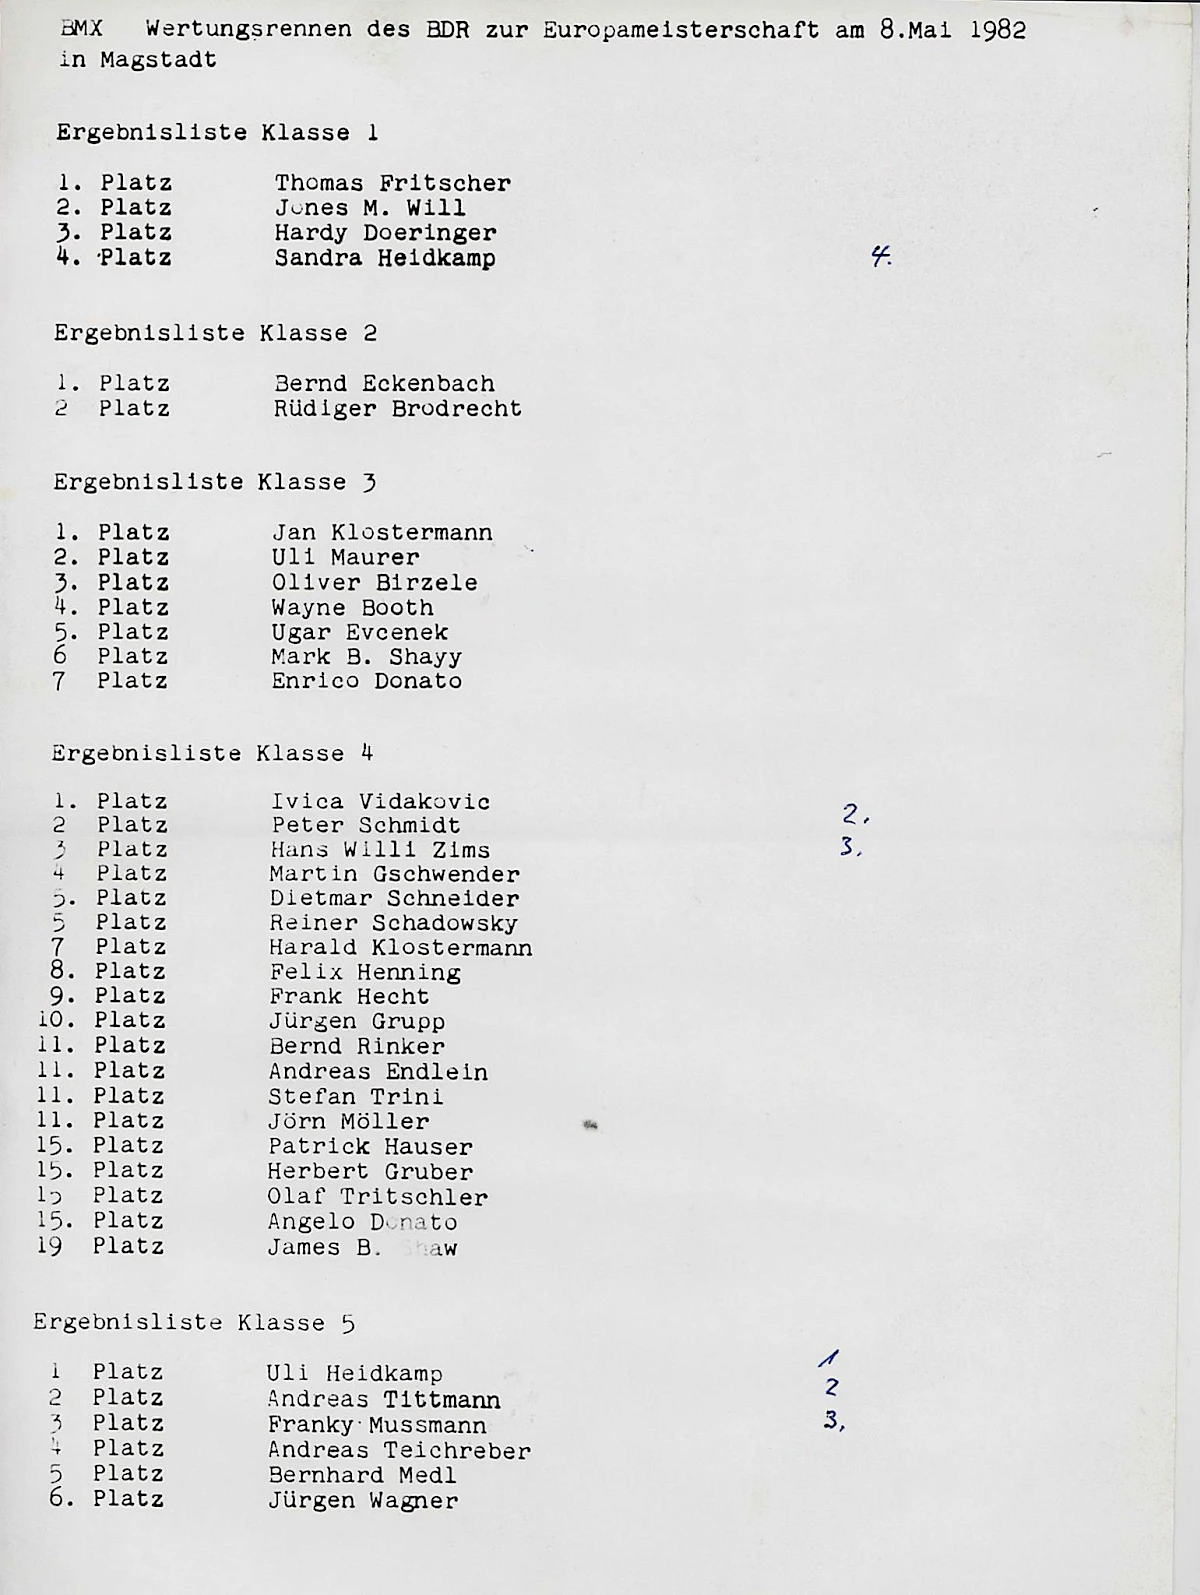 BMX Wertungsrennen des BDR zur Europameisterschaft am 8.Mai 1982
in Magstadt
Ergebnisliste Klasse 1
1. Platz Thomas Fritscher
2. Platz Jones M. Will
3. Platz Hardy Doeringer
4. Platz Sandra Heidkamp 4.
Ergebnisliste Klasse 2
1. Platz Bernd Eckenbach
2 Platz Rüdiger Brodrecht
Ergebnisliste Klasse 3
1. Platz Jan Klostermann
2. Platz Uli Maurer
3. Platz Oliver Birzele
4. Platz Wayne Booth
5. Platz Ugar Evcenek
6 Platz Mark B. Shayy
7 Platz Enrico Donato
Ergebnisliste Klasse 4
1. Platz Ivica Vidakovic
2 Platz Peter Schmidt 2.
3 Platz Hans Willi Zims 3.
4 Platz Martin Gschwender
5. Platz Dietmar Schneider
5 Platz Reiner Schadowsky
7 Platz Harald Klostermann
8. Platz Felix Henning
9. Platz Frank Hecht
10. Platz Jürgen Grupp
11. Platz Bernd Rinker
11. Platz Andreas Endlein
11. Platz Stefan Trini
11. Platz Jörn Möller
15. Platz Patrick Hauser
15. Platz Herbert Gruber
15 Platz Olaf Tritschler
15. Platz Angelo Donato
19 Platz James B. Shaw
Ergebnisliste Klasse 5
1 Platz Uli Heidkamp 1
2 Platz Andreas Tittmann 2
3 Platz Franky Mussmann 3.
4 Platz Andreas Teichreber
5 Platz Bernhard Medl
6. Platz Jürgen Wagner